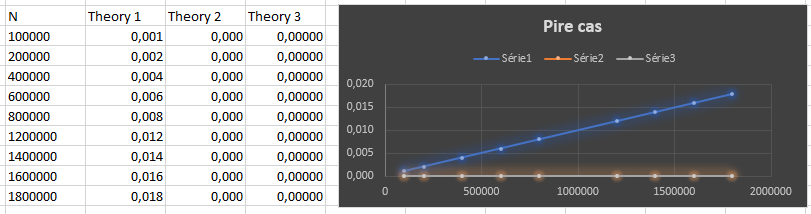 N Theory 1 Theory 2 Theory 3
100000 0,001 0,000 0,00000
200000 0,002 0,000 0,00000
400000 0,004 0,000 0,00000
600000 0,006 0,000 0,00000
800000 0,008 0,000 0,00000
1200000 0,012 0,000 0,00000
1400000 0,014 0,000 0,00000
1600000 0,016 0,000 0,00000
1800000 0,018 0,000 0,00000
Pire cas
Série1 Série2 Série3
0,020
0,015
0,010
0,005
0,000
0 500000 1000000 1500000 2000000